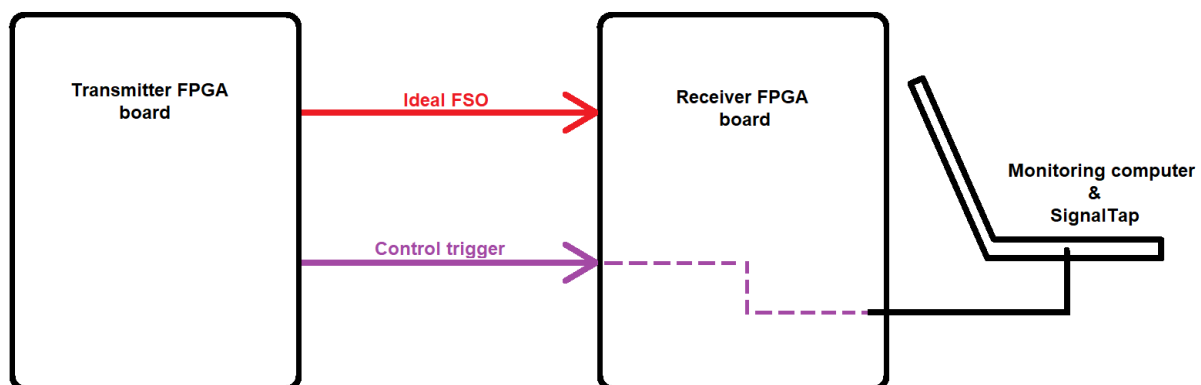 Transmitter FPGA
board
Ideal FSO
Control trigger
Receiver FPGA
board
Monitoring computer
&
SignalTap